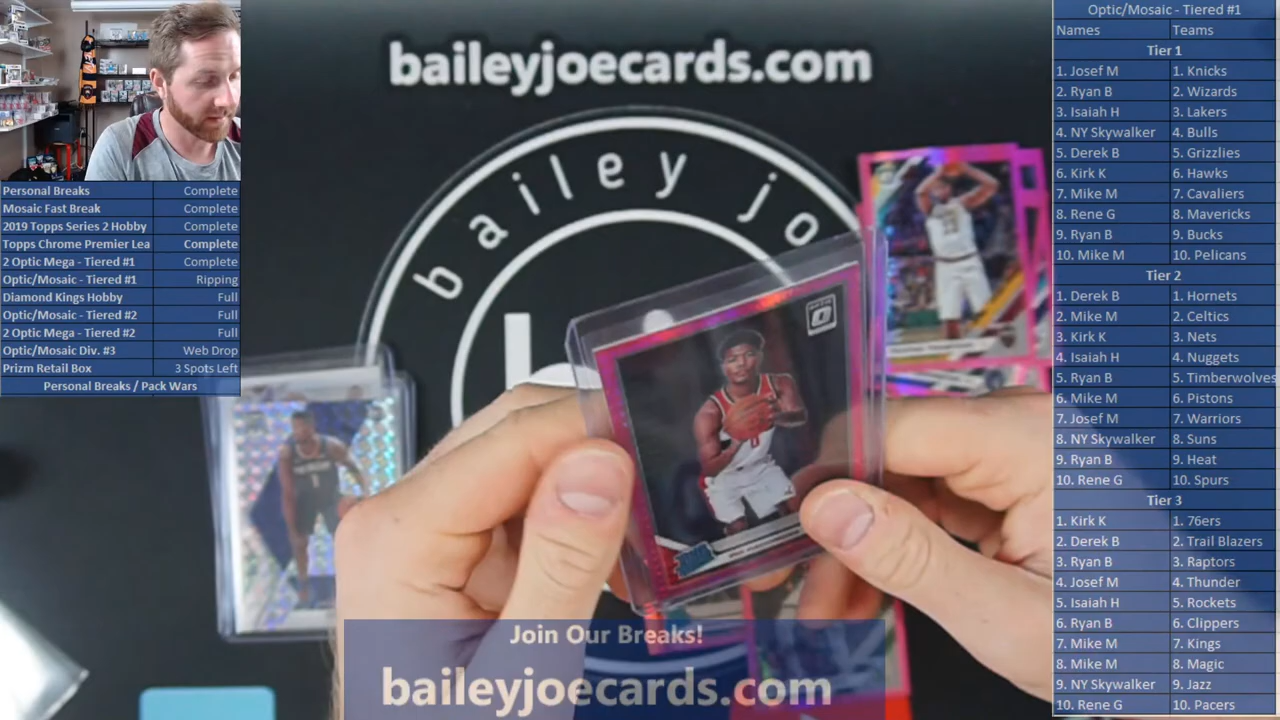 baileyjoecards.com
bailey jo
Personal Breaks Complete
Mosaic Fast Break Complete
2019 Topps Series 2 Hobby Complete
Topps Chrome Premier Lea Complete
2 Optic Mega - Tiered #1 Complete
Optic/Mosaic - Tiered #1 Ripping
Diamond Kings Hobby Full
Optic/Mosaic - Tiered #2 Full
2 Optic Mega - Tiered #2 Full
Optic/Mosaic Div. #3 Web Drop
Prizm Retail Box 3 Spots Left
Personal Breaks / Pack Wars
Join Our Breaks!
baileyjoecards.com
Optic/Mosaic - Tiered #1
Names Teams
Tier 1
1. Josef M 1. Knicks
2. Ryan B 2. Wizards
3. Isaiah H 3. Lakers
4. NY Skywalker 4. Bulls
5. Derek B 5. Grizzlies
6. Kirk K 6. Hawks
7. Mike M 7. Cavaliers
8. Rene G 8. Mavericks
9. Ryan B 9. Bucks
10. Mike M 10. Pelicans
Tier 2
1. Derek B 1. Hornets
2. Mike M 2. Celtics
3. Kirk K 3. Nets
4. Isaiah H 4. Nuggets
5. Ryan B 5. Timberwolves
6. Mike M 6. Pistons
7. Josef M 7. Warriors
8. NY Skywalker 8. Suns
9. Ryan B 9. Heat
10. Rene G 10. Spurs
Tier 3
1. Kirk K 1. 76ers
2. Derek B 2. Trail Blazers
3. Ryan B 3. Raptors
4. Josef M 4. Thunder
5. Isaiah H 5. Rockets
6. Ryan B 6. Clippers
7. Mike M 7. Kings
8. Mike M 8. Magic
9. NY Skywalker 9. Jazz
10. Rene G 10. Pacers